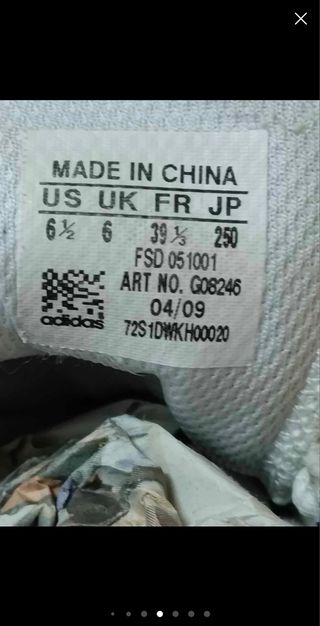 MADE IN CHINA
US UK FR JP
6½ 6 39⅓ 250
FSD 051001
ART NO. G08246
04/09
adidas
72S1DWKH00020